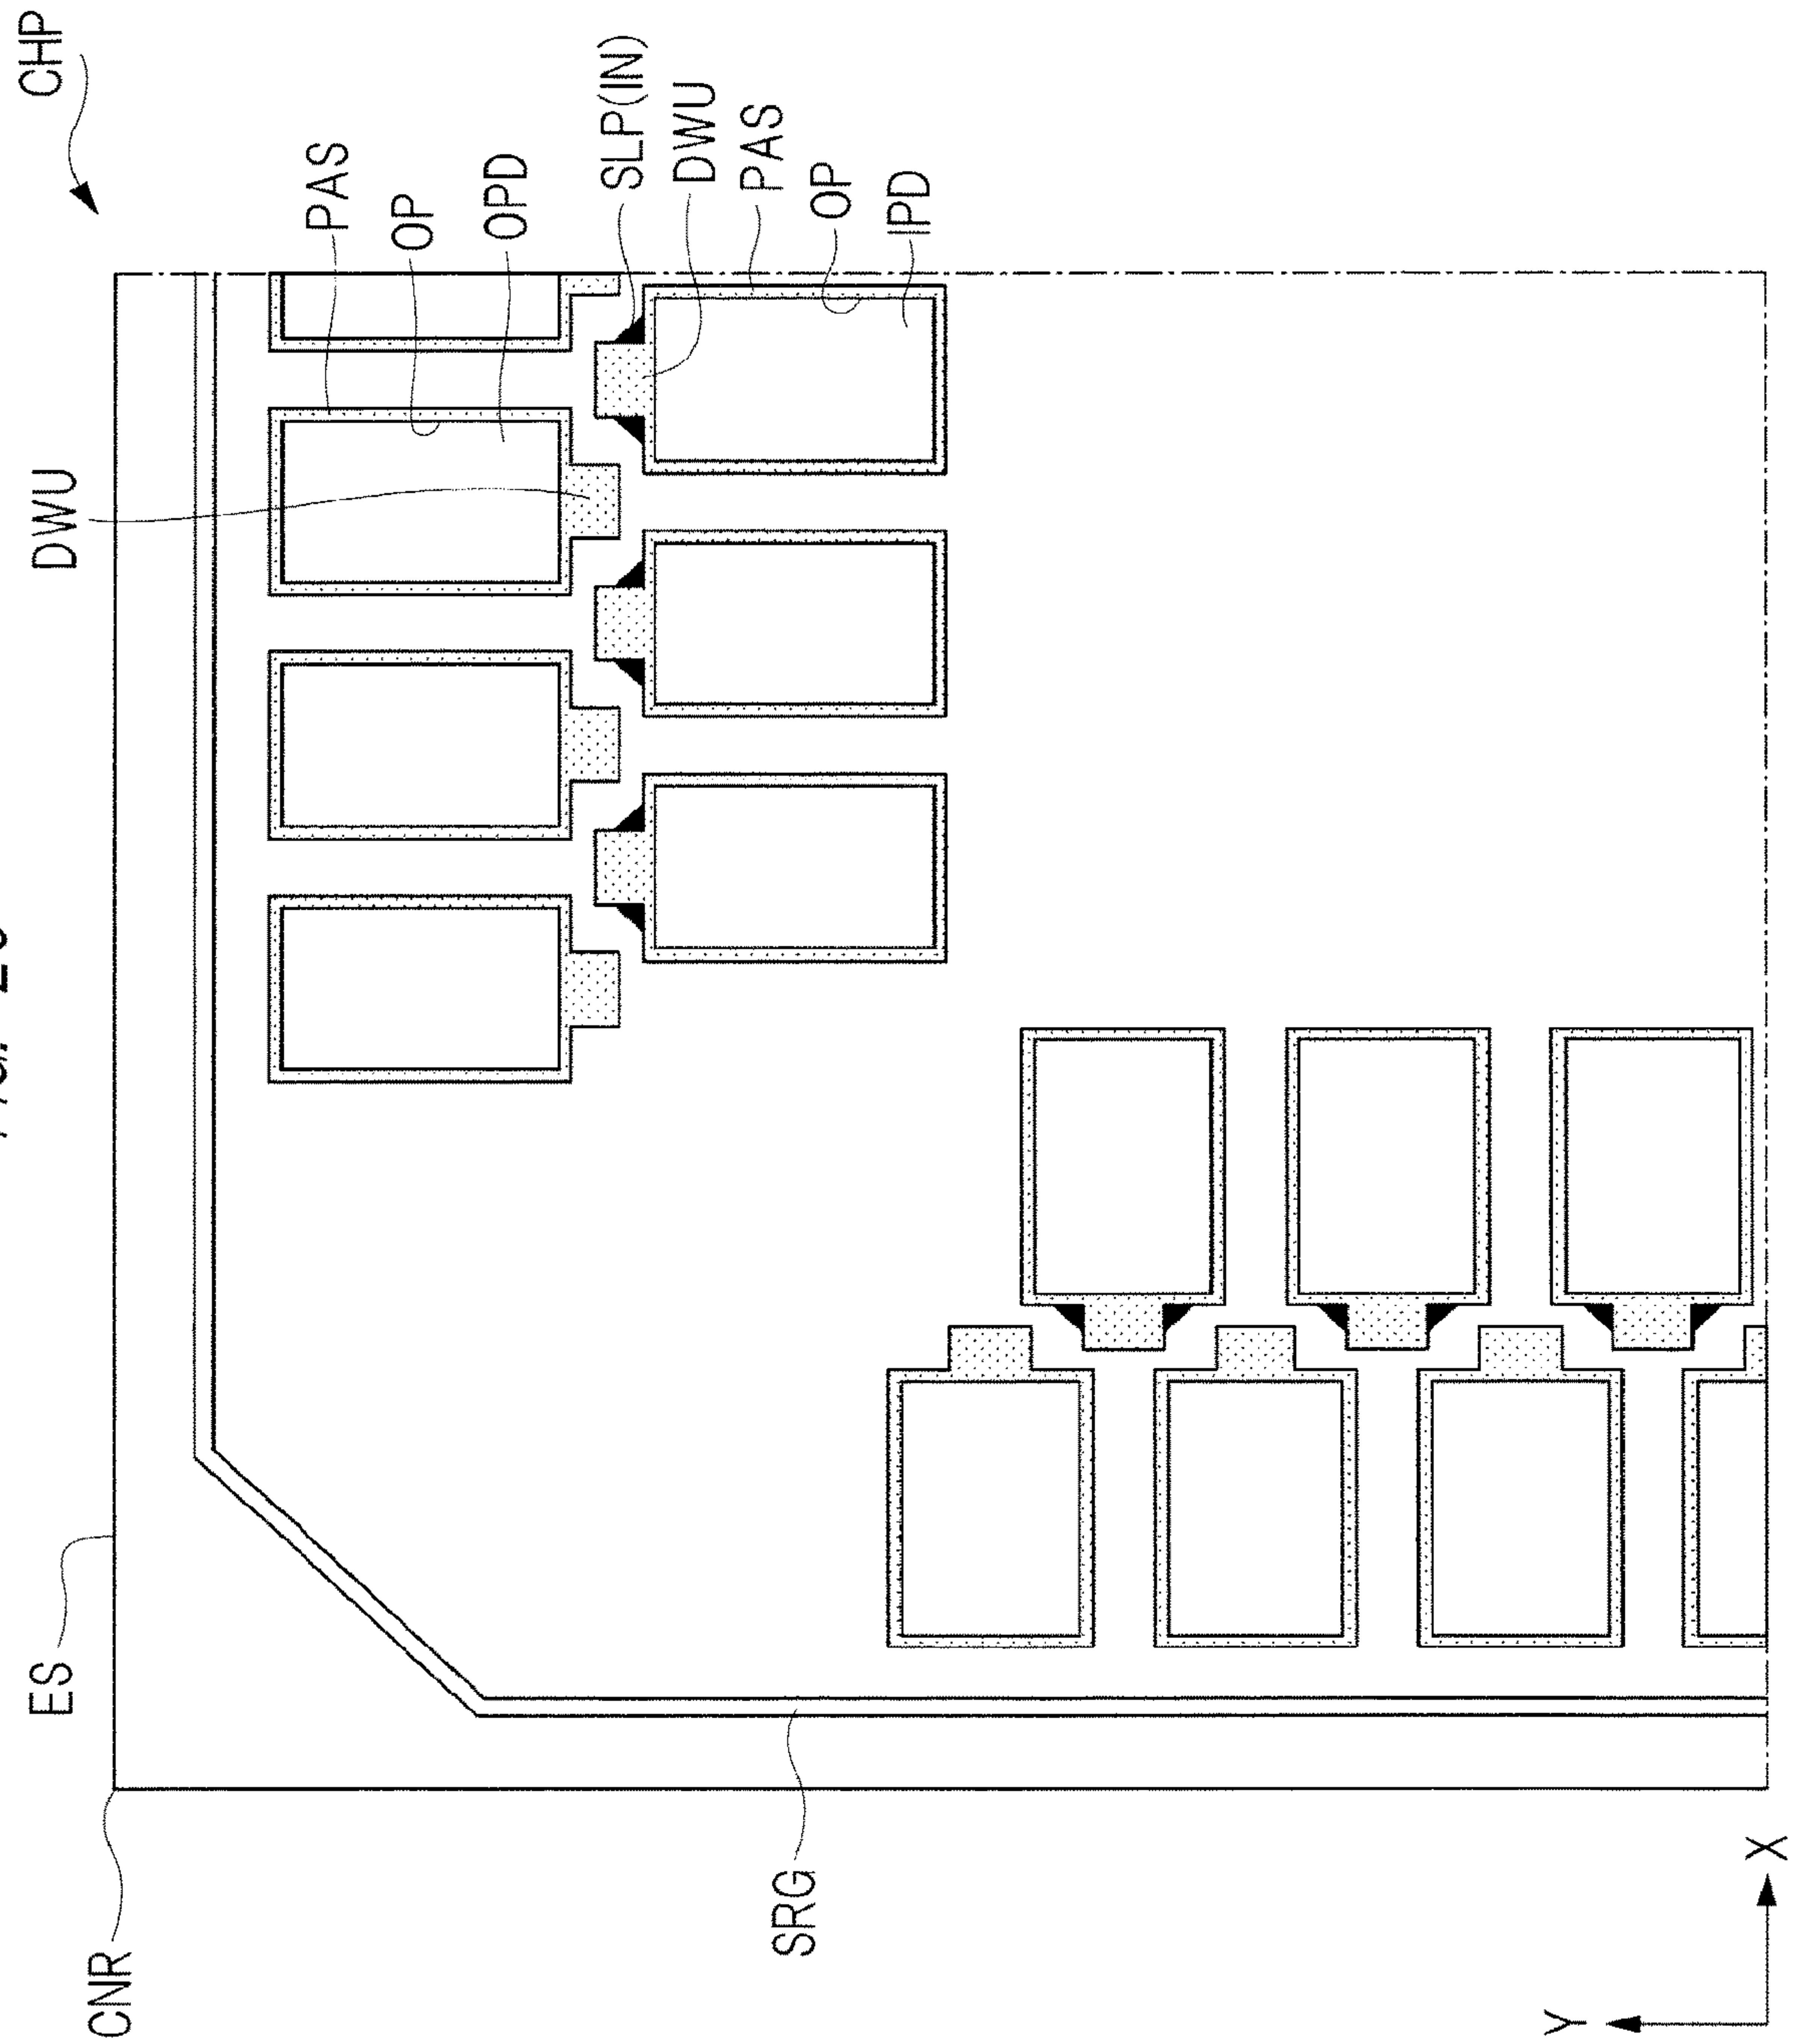 CHP
PAS
OP
OPD
SLP(IN)
DWU
PAS
OP
IPD
DWU
ES
CNR
SRG
Y
X